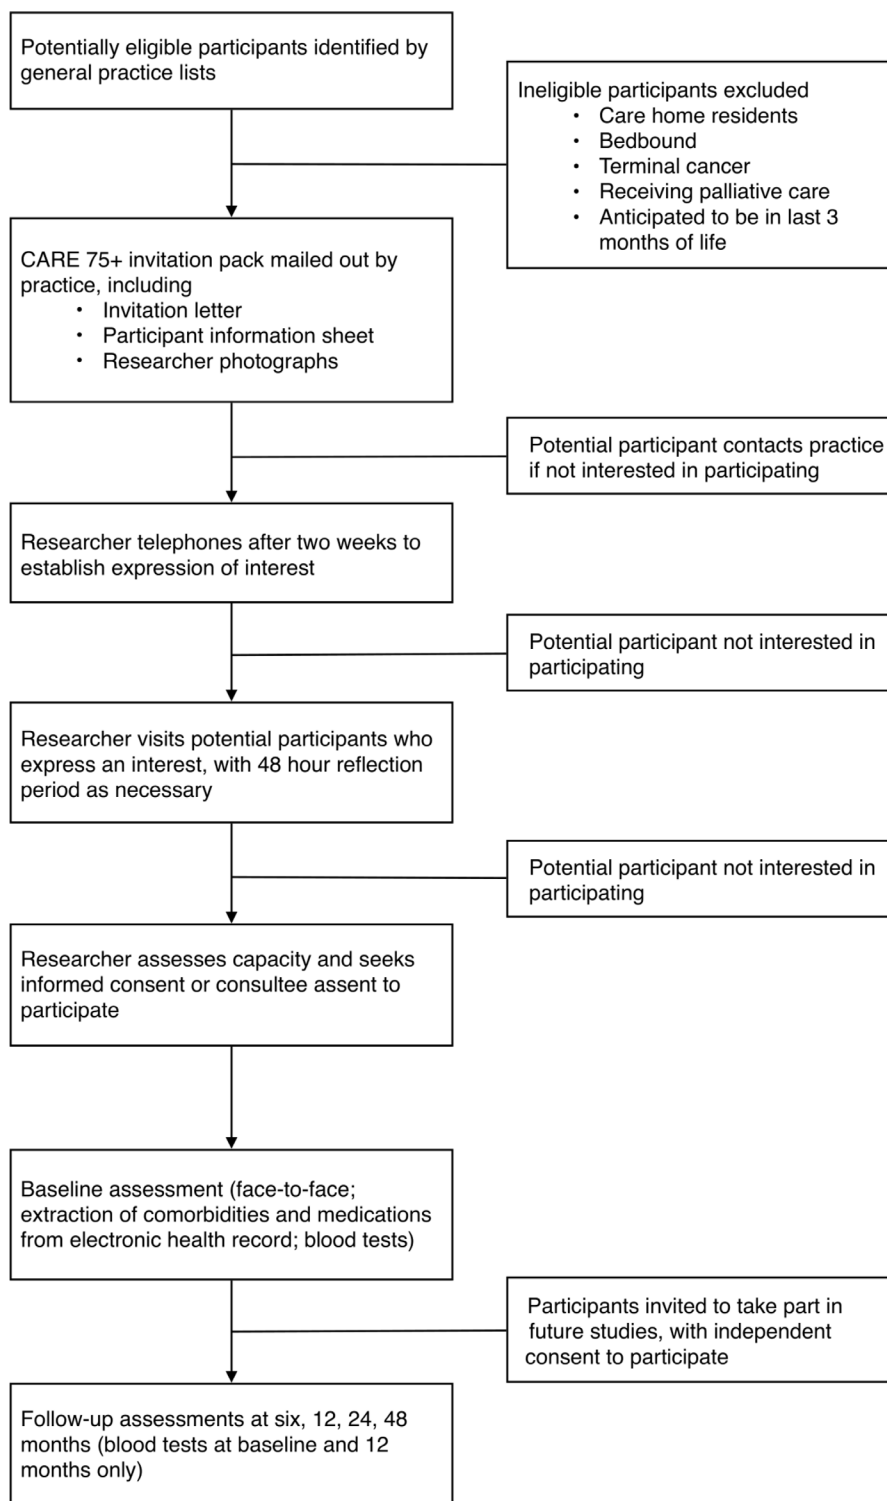 Potentially eligible participants identified by
general practice lists
Ineligible participants excluded
• Care home residents
• Bedbound
• Terminal cancer
• Receiving palliative care
• Anticipated to be in last 3
months of life
CARE 75+ invitation pack mailed out by
practice, including
• Invitation letter
• Participant information sheet
• Researcher photographs
Potential participant contacts practice
if not interested in participating
Researcher telephones after two weeks to
establish expression of interest
Potential participant not interested in
participating
Researcher visits potential participants who
express an interest, with 48 hour reflection
period as necessary
Potential participant not interested in
participating
Researcher assesses capacity and seeks
informed consent or consultee assent to
participate
Baseline assessment (face-to-face;
extraction of comorbidities and medications
from electronic health record; blood tests)
Participants invited to take part in
future studies, with independent
consent to participate
Follow-up assessments at six, 12, 24, 48
months (blood tests at baseline and 12
months only)